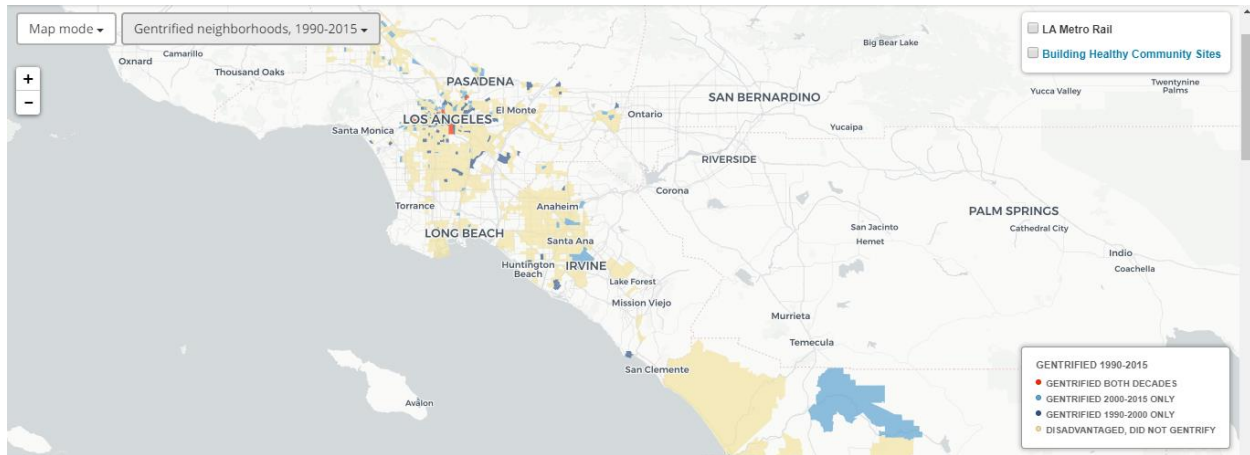 Map mode
Gentrified neighborhoods, 1990-2015
LA Metro Rail
Building Healthy Community Sites
+
−
Oxnard
Camarillo
Thousand Oaks
PASADENA
El Monte
LOS ANGELES
Santa Monica
Ontario
SAN BERNARDINO
Big Bear Lake
Yucca Valley
Twentynine
Palms
Yucaipa
RIVERSIDE
Corona
Torrance
Anaheim
LONG BEACH
Santa Ana
Huntington
Beach
IRVINE
Lake Forest
Mission Viejo
San Jacinto
Hemet
PALM SPRINGS
Cathedral City
Indio
Coachella
Murrieta
Temecula
San Clemente
Avalon
GENTRIFIED 1990-2015
GENTRIFIED BOTH DECADES
GENTRIFIED 2000-2015 ONLY
GENTRIFIED 1990-2000 ONLY
DISADVANTAGED, DID NOT GENTRIFY